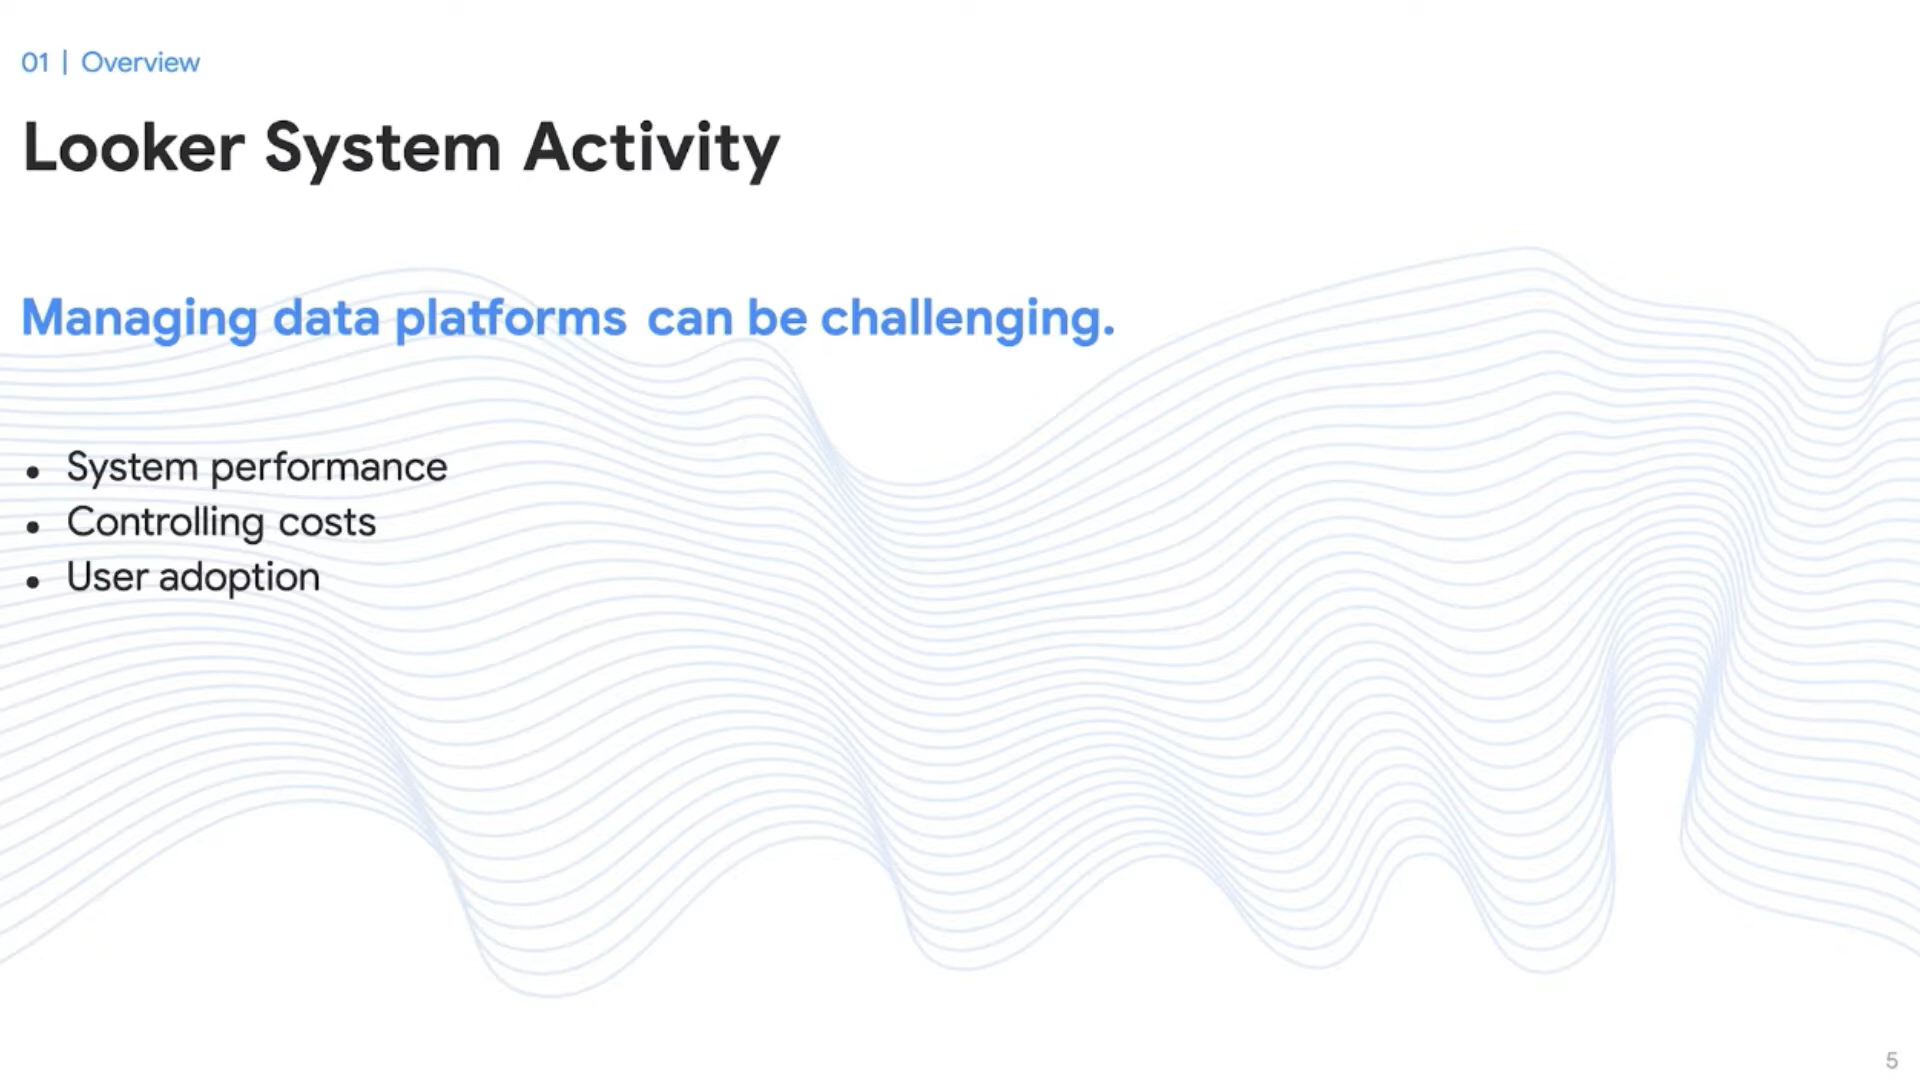 01 | Overview
Looker System Activity
Managing data platforms can be challenging.
• System performance
• Controlling costs
• User adoption
5